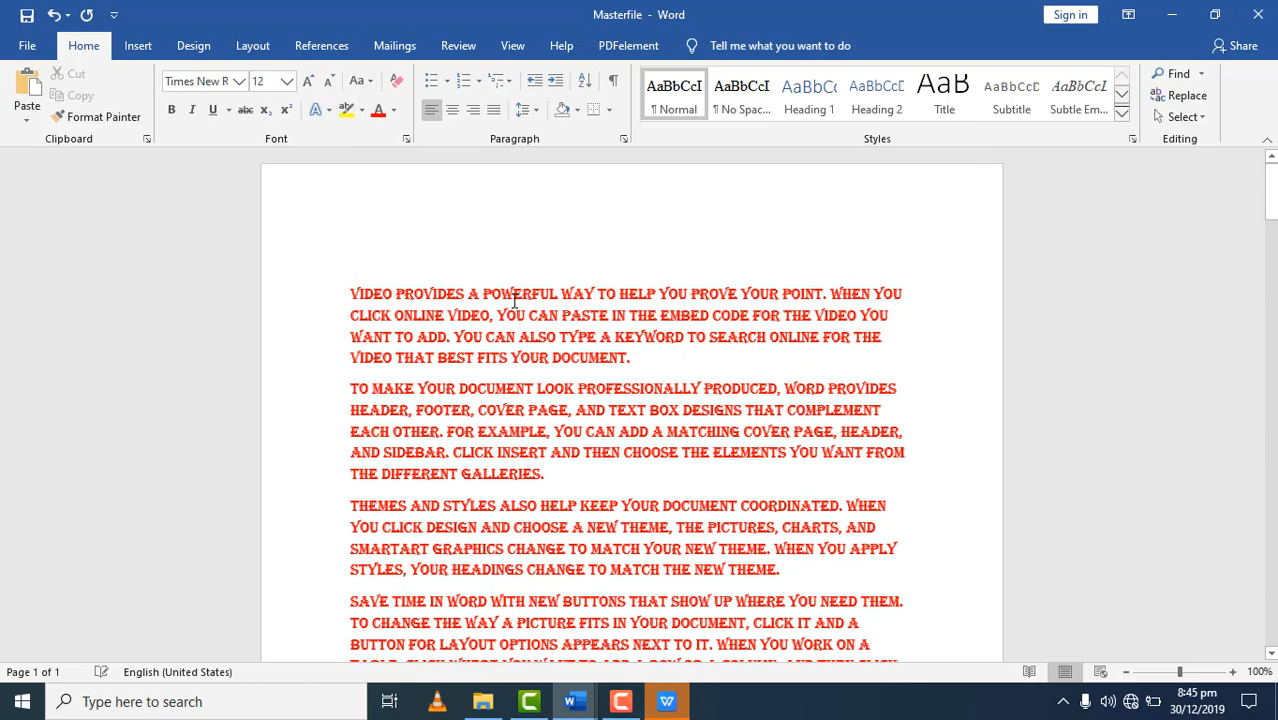 Masterfile - Word
Sign in
File Home Insert Design Layout References Mailings Review View Help PDFelement Tell me what you want to do Share
Paste
Cut
Copy
Format Painter
Clipboard
Times New R 12
Font
Paragraph
AaBbCcI AaBbCcI AaBbCc AaBbCcI AaB AaBbCcD AaBbCcI
¶ Normal ¶ No Spac... Heading 1 Heading 2 Title Subtitle Subtle Em...
Styles
Find
Replace
Select
Editing
VIDEO PROVIDES A POWERFUL WAY TO HELP YOU PROVE YOUR POINT. WHEN YOU
CLICK ONLINE VIDEO, YOU CAN PASTE IN THE EMBED CODE FOR THE VIDEO YOU
WANT TO ADD. YOU CAN ALSO TYPE A KEYWORD TO SEARCH ONLINE FOR THE
VIDEO THAT BEST FITS YOUR DOCUMENT.
TO MAKE YOUR DOCUMENT LOOK PROFESSIONALLY PRODUCED, WORD PROVIDES
HEADER, FOOTER, COVER PAGE, AND TEXT BOX DESIGNS THAT COMPLEMENT
EACH OTHER. FOR EXAMPLE, YOU CAN ADD A MATCHING COVER PAGE, HEADER,
AND SIDEBAR. CLICK INSERT AND THEN CHOOSE THE ELEMENTS YOU WANT FROM
THE DIFFERENT GALLERIES.
THEMES AND STYLES ALSO HELP KEEP YOUR DOCUMENT COORDINATED. WHEN
YOU CLICK DESIGN AND CHOOSE A NEW THEME, THE PICTURES, CHARTS, AND
SMARTART GRAPHICS CHANGE TO MATCH YOUR NEW THEME. WHEN YOU APPLY
STYLES, YOUR HEADINGS CHANGE TO MATCH THE NEW THEME.
SAVE TIME IN WORD WITH NEW BUTTONS THAT SHOW UP WHERE YOU NEED THEM.
TO CHANGE THE WAY A PICTURE FITS IN YOUR DOCUMENT, CLICK IT AND A
BUTTON FOR LAYOUT OPTIONS APPEARS NEXT TO IT. WHEN YOU WORK ON A
Page 1 of 1 English (United States) 100%
Type here to search
8:45 pm
30/12/2019